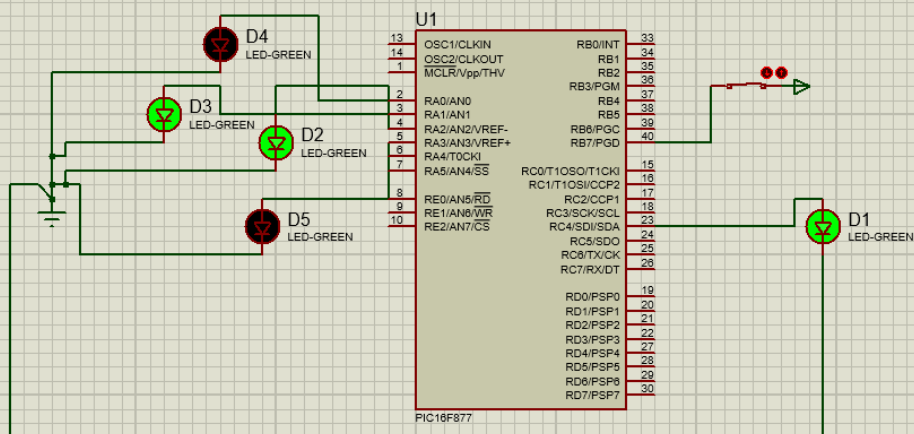 U1
D4
LED-GREEN
D3
LED-GREEN
D2
LED-GREEN
D5
LED-GREEN
13 OSC1/CLKIN
14 OSC2/CLKOUT
1 MCLR/Vpp/THV
2 RA0/AN0
3 RA1/AN1
4 RA2/AN2/VREF-
5 RA3/AN3/VREF+
6 RA4/T0CKI
7 RA5/AN4/SS
8 RE0/AN5/RD
9 RE1/AN6/WR
10 RE2/AN7/CS
RB0/INT 33
RB1 34
RB2 35
RB3/PGM 36
RB4 37
RB5 38
RB6/PGC 39
RB7/PGD 40
RC0/T1OSO/T1CKI 15
RC1/T1OSI/CCP2 16
RC2/CCP1 17
RC3/SCK/SCL 18
RC4/SDI/SDA 23
RC5/SDO 24
RC6/TX/CK 25
RC7/RX/DT 26
RD0/PSP0 19
RD1/PSP1 20
RD2/PSP2 21
RD3/PSP3 22
RD4/PSP4 27
RD5/PSP5 28
RD6/PSP6 29
RD7/PSP7 30
PIC16F877
D1
LED-GREEN